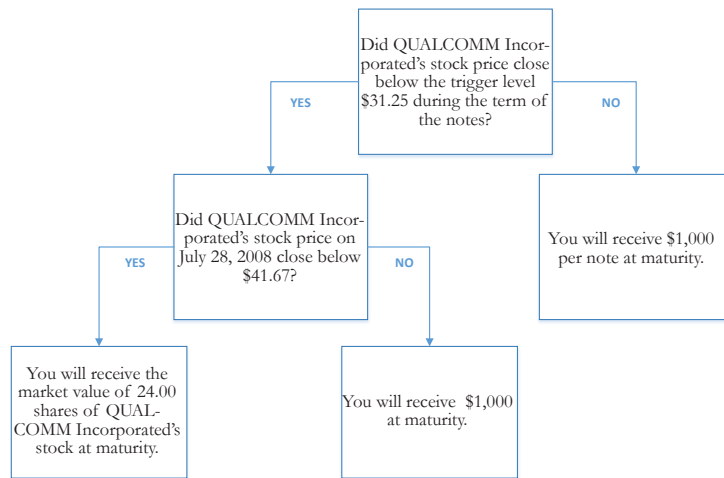 Did QUALCOMM Incor-
porated's stock price close
below the trigger level
$31.25 during the term of
the notes?
YES
NO
Did QUALCOMM Incor-
porated's stock price on
July 28, 2008 close below
$41.67?
You will receive $1,000
per note at maturity.
YES
NO
You will receive the
market value of 24.00
shares of QUAL-
COMM Incorporated's
stock at maturity.
You will receive $1,000
at maturity.